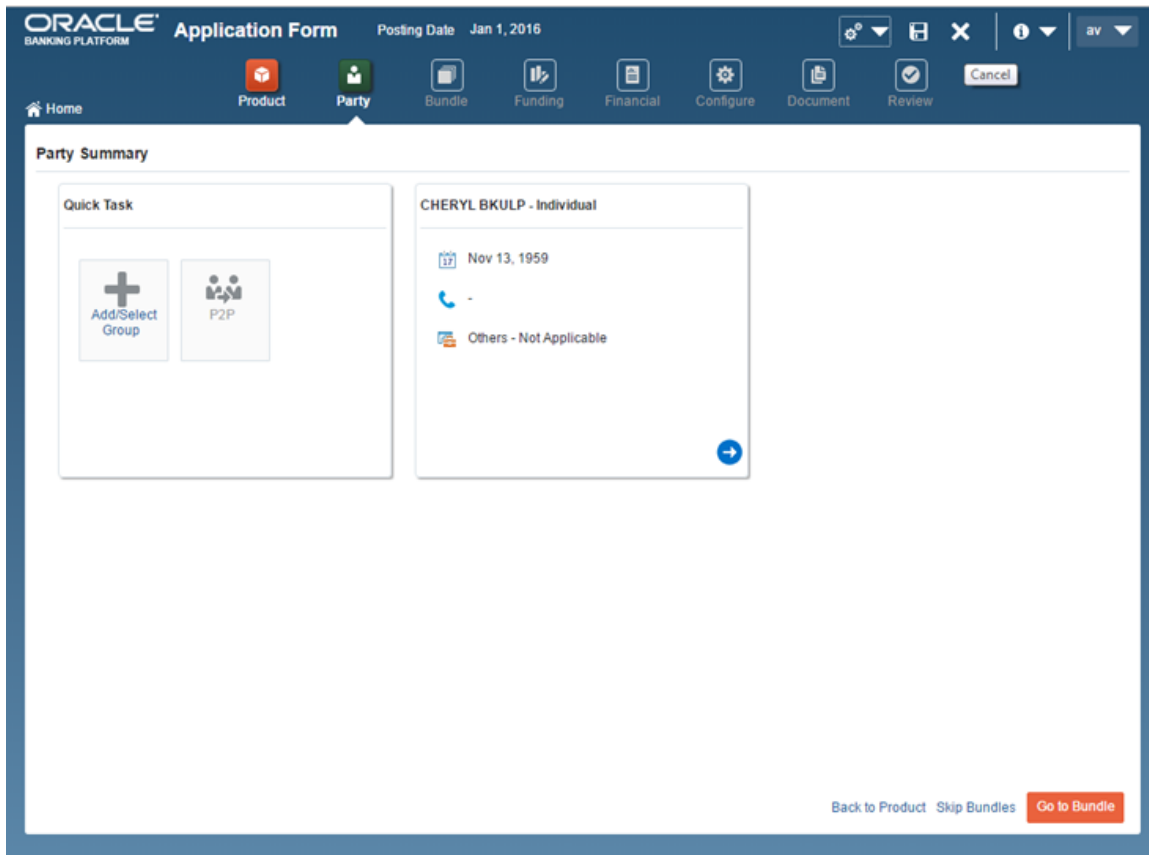 ORACLE®
BANKING PLATFORM
Application Form
Posting Date Jan 1, 2016
av
Home
Product
Party
Bundle
Funding
Financial
Configure
Document
Review
Cancel
Party Summary
Quick Task
Add/Select
Group
P2P
CHERYL BKULP - Individual
17
Nov 13, 1959
-
Others - Not Applicable
Back to Product
Skip Bundles
Go to Bundle